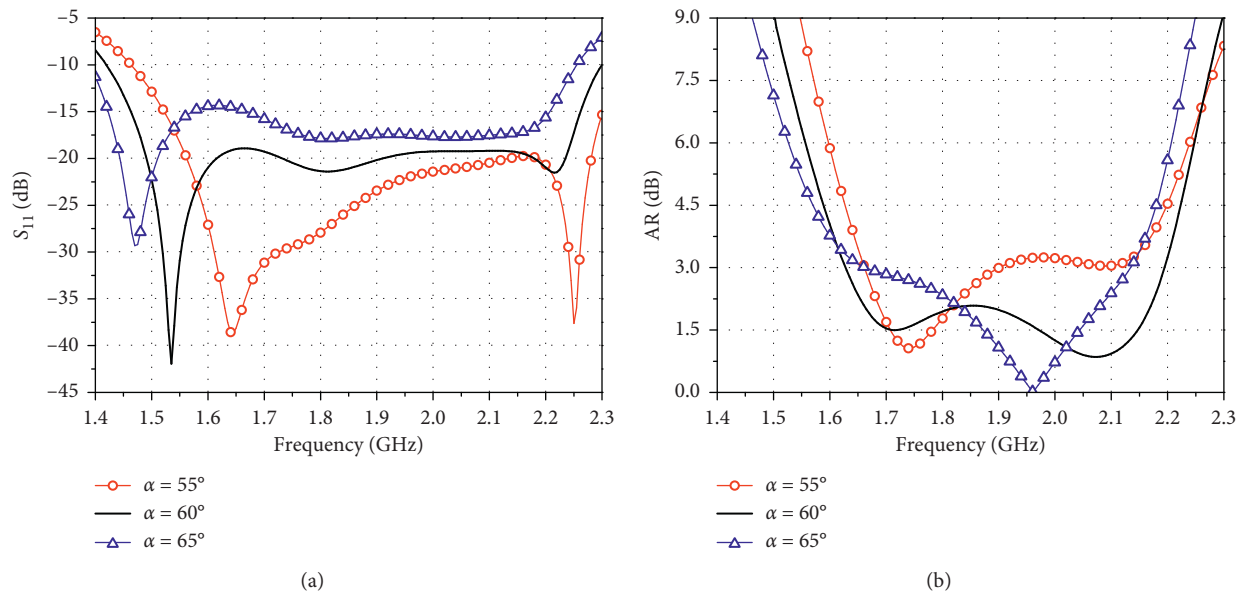 −5
−10
−15
−20
−25
−30
−35
−40
−45
S11 (dB)
1.4 1.5 1.6 1.7 1.8 1.9 2.0 2.1 2.2 2.3
Frequency (GHz)
α = 55°
α = 60°
α = 65°
(a)
9.0
7.5
6.0
4.5
3.0
1.5
0.0
AR (dB)
1.4 1.5 1.6 1.7 1.8 1.9 2.0 2.1 2.2 2.3
Frequency (GHz)
α = 55°
α = 60°
α = 65°
(b)